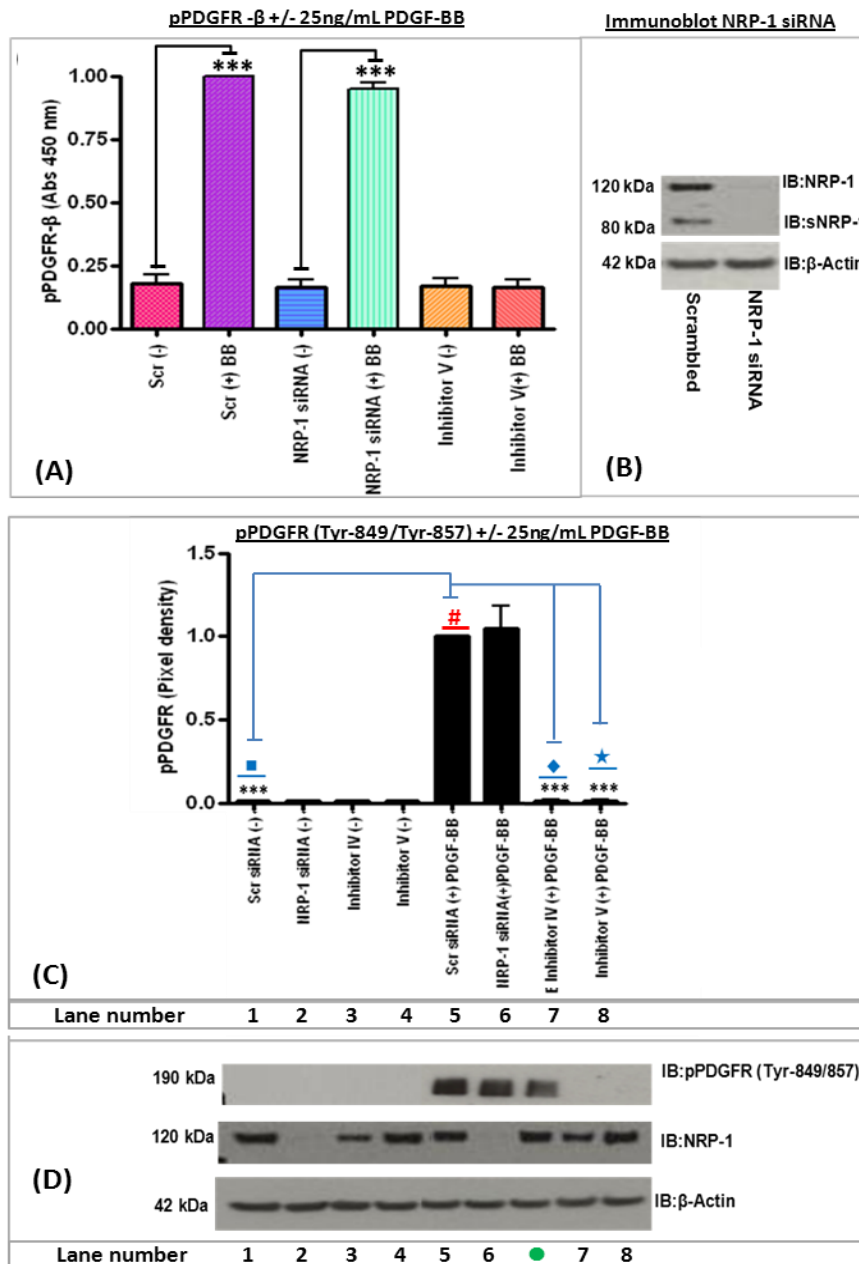 pPDGFR -β +/- 25ng/mL PDGF-BB
pPDGFR-β (Abs 450 nm)
1.00
0.75
0.50
0.25
0.00
***
***
Scr (-)
Scr (+) BB
NRP-1 siRNA (-)
NRP-1 siRNA (+) BB
Inhibitor V (-)
Inhibitor V(+) BB
(A)
Immunoblot NRP-1 siRNA
120 kDa
IB:NRP-1
80 kDa
IB:sNRP-1
42 kDa
IB:β-Actin
Scrambled
NRP-1 siRNA
(B)
pPDGFR (Tyr-849/Tyr-857) +/- 25ng/mL PDGF-BB
pPDGFR (Pixel density)
1.5
1.0
0.5
0.0
#
***
***
***
Scr siRNA (-)
NRP-1 siRNA (-)
Inhibitor IV (-)
Inhibitor V (-)
Scr siRNA (+) PDGF-BB
NRP-1 siRNA(+)PDGF-BB
E Inhibitor IV (+) PDGF-BB
Inhibitor V (+) PDGF-BB
(C)
Lane number 1 2 3 4 5 6 7 8
190 kDa
IB:pPDGFR (Tyr-849/857)
120 kDa
IB:NRP-1
42 kDa
IB:β-Actin
(D)
Lane number 1 2 3 4 5 6 7 8